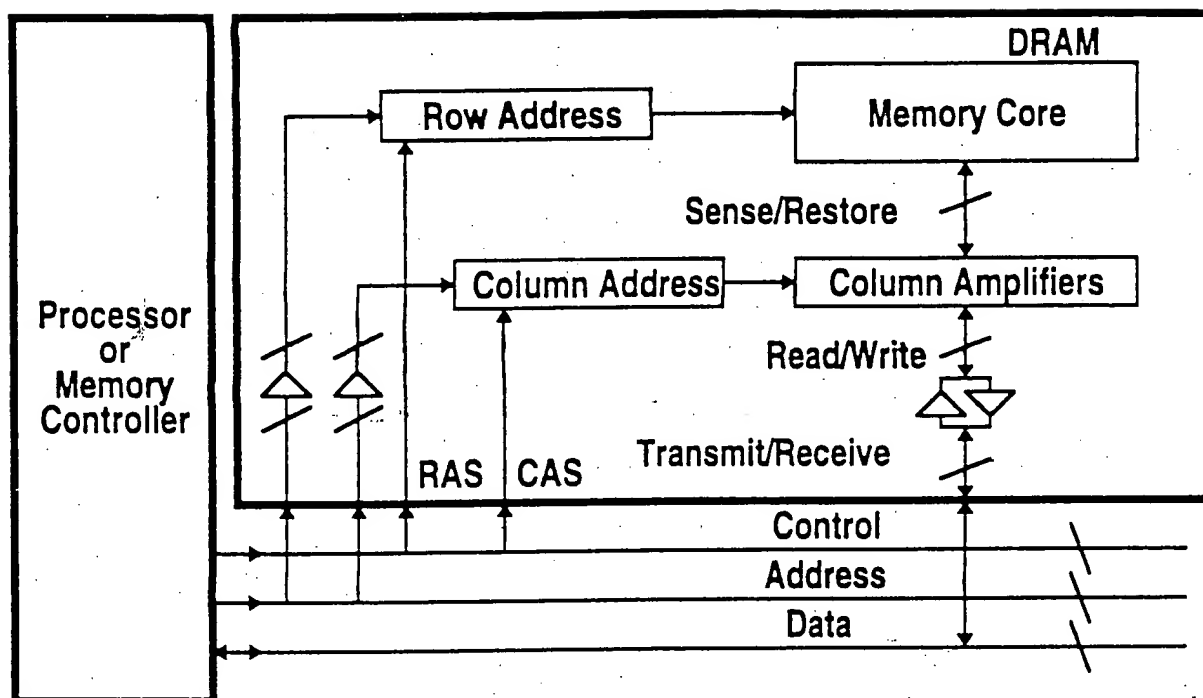 DRAM
Row Address
Memory Core
Sense/Restore
Column Address
Column Amplifiers
Processor
or
Memory
Controller
Read/Write
Transmit/Receive
RAS
CAS
Control
Address
Data